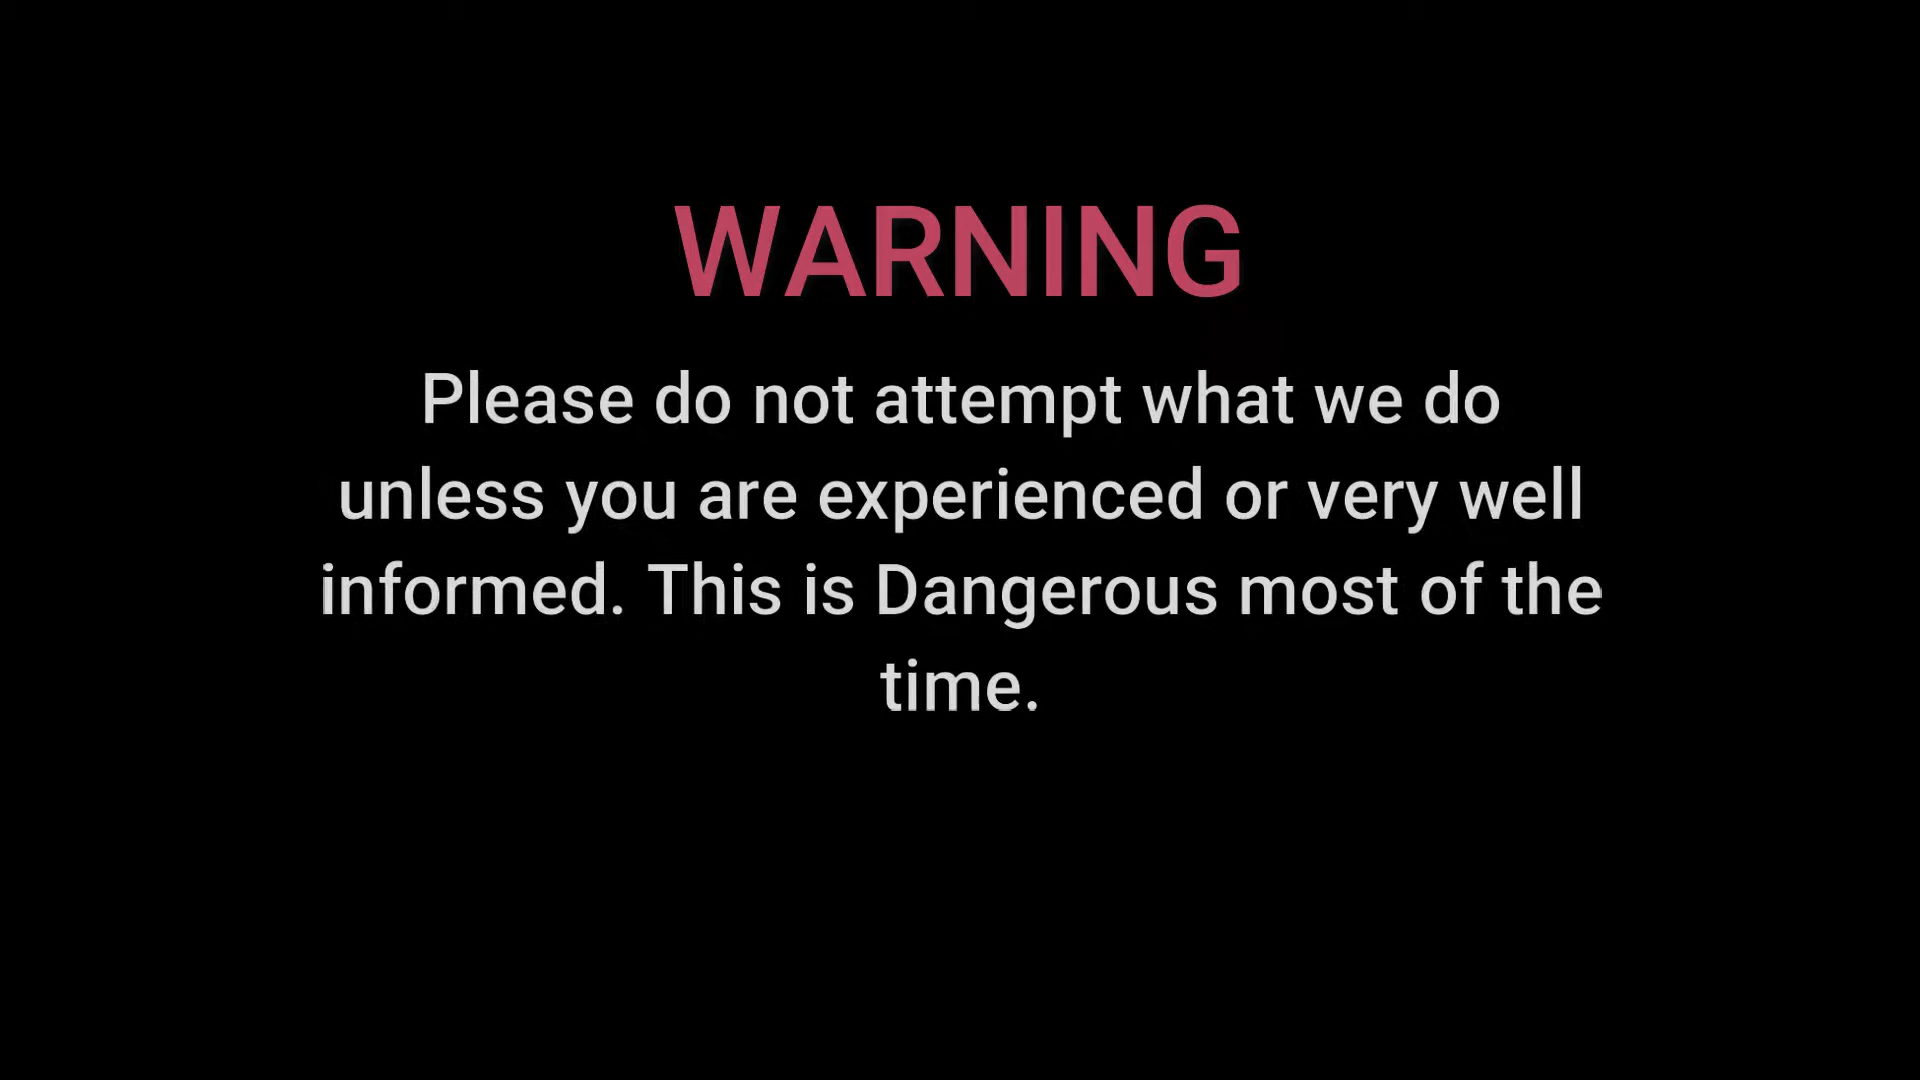 WARNING
Please do not attempt what we do
unless you are experienced or very well
informed. This is Dangerous most of the
time.